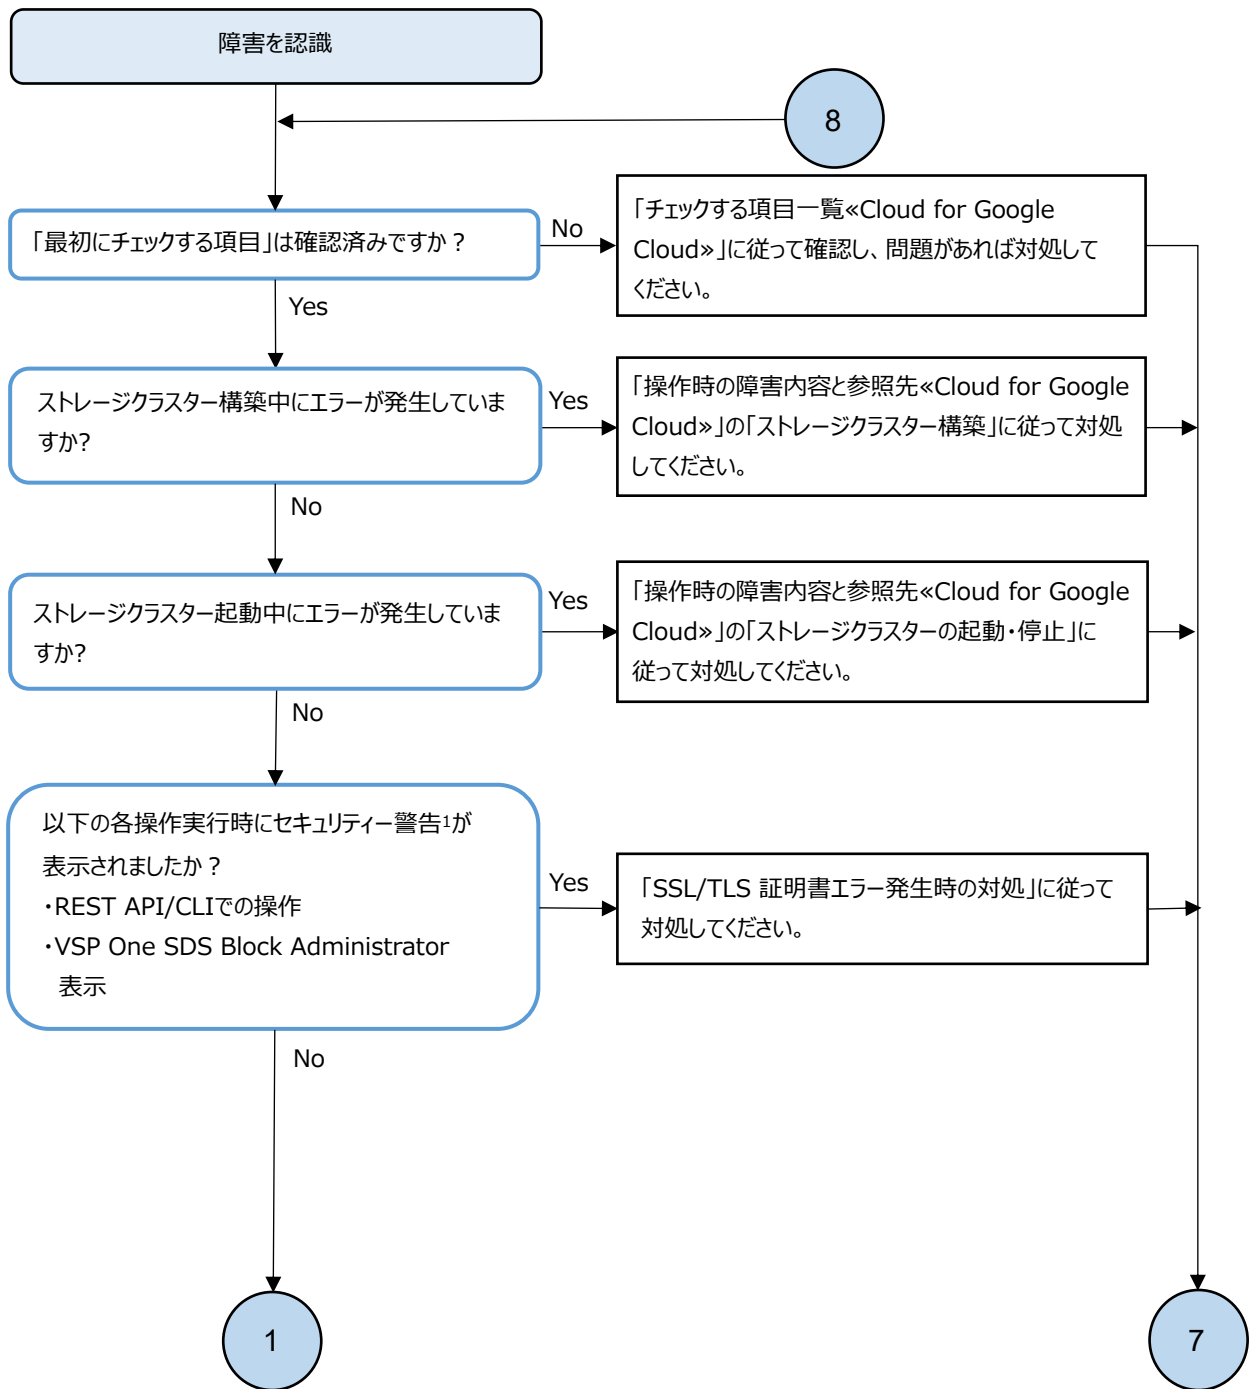 障害を認識
8
「最初にチェックする項目」は確認済みですか？
No
「チェックする項目一覧«Cloud for Google
Cloud»」に従って確認し、問題があれば対処して
ください。
Yes
ストレージクラスター構築中にエラーが発生していま
すか?
Yes
「操作時の障害内容と参照先«Cloud for Google
Cloud»」の「ストレージクラスター構築」に従って対処
してください。
No
ストレージクラスター起動中にエラーが発生していま
すか?
Yes
「操作時の障害内容と参照先«Cloud for Google
Cloud»」の「ストレージクラスターの起動・停止」に
従って対処してください。
No
以下の各操作実行時にセキュリティー警告1が
表示されましたか？
・REST API/CLIでの操作
・VSP One SDS Block Administrator
表示
Yes
「SSL/TLS 証明書エラー発生時の対処」に従って
対処してください。
No
1
7